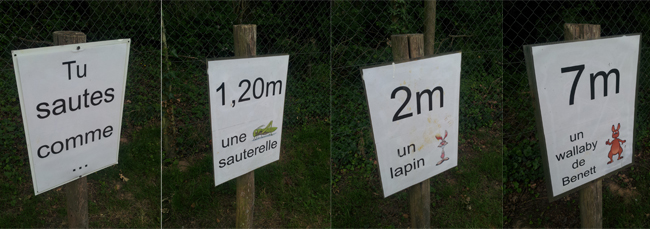 Tu
sautes
comme
...
1,20m
une
sauterelle
2m
un
lapin
7m
un
wallaby
de
Benett